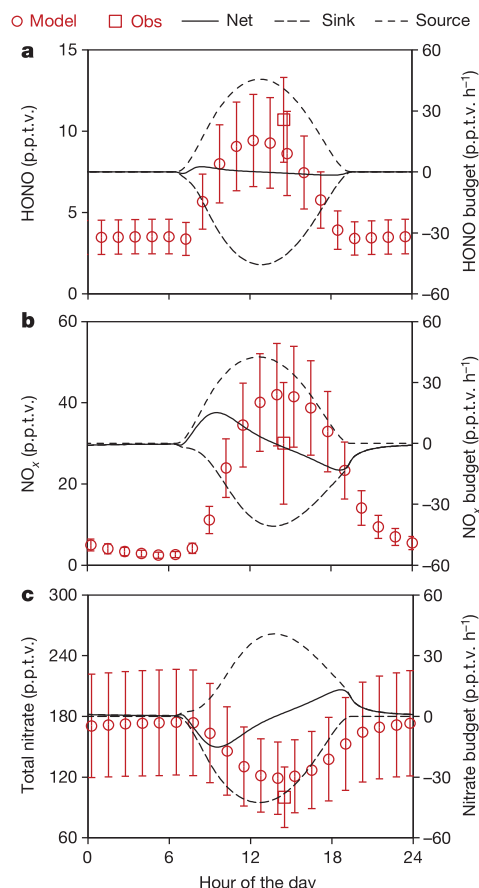 Model Obs Net Sink Source
a
15
10
5
0
HONO (p.p.t.v.)
60
30
0
−30
−60
HONO budget (p.p.t.v. h⁻¹)
b
60
40
20
0
NOₓ (p.p.t.v.)
60
30
0
−30
−60
NOₓ budget (p.p.t.v. h⁻¹)
c
300
240
180
120
60
Total nitrate (p.p.t.v.)
60
30
0
−30
−60
Nitrate budget (p.p.t.v. h⁻¹)
0 6 12 18 24
Hour of the day